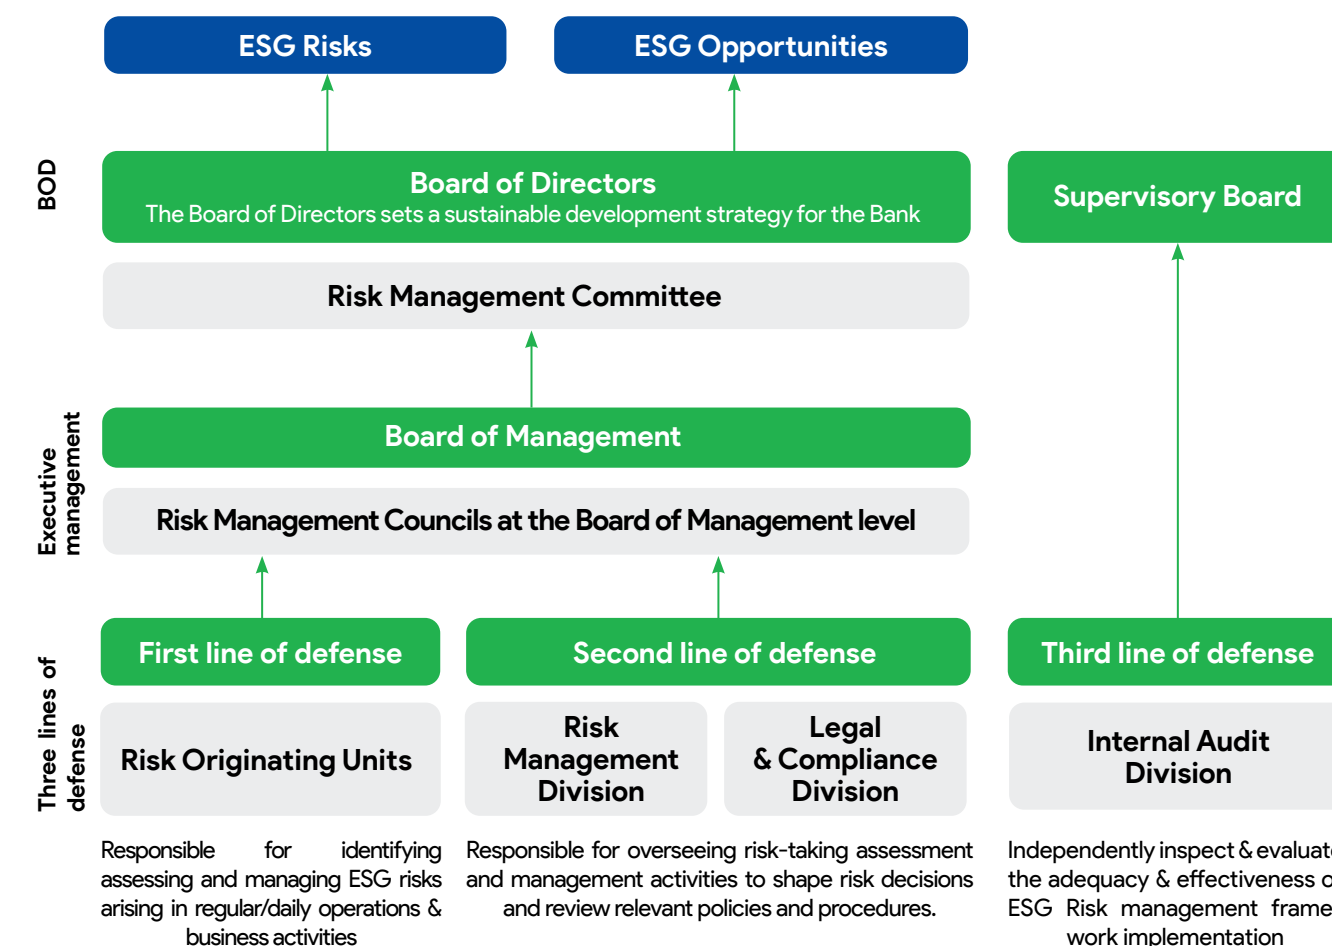 ESG Risks
ESG Opportunities
BOD
Board of Directors
The Board of Directors sets a sustainable development strategy for the Bank
Supervisory Board
Risk Management Committee
Executive
management
Board of Management
Risk Management Councils at the Board of Management level
Three lines of
defense
First line of defense
Second line of defense
Third line of defense
Risk Originating Units
Risk
Management
Division
Legal
& Compliance
Division
Internal Audit
Division
Responsible for identifying
assessing and managing ESG risks
arising in regular/daily operations &
business activities
Responsible for overseeing risk-taking assessment
and management activities to shape risk decisions
and review relevant policies and procedures.
Independently inspect & evaluate
the adequacy & effectiveness of
ESG Risk management frame-
work implementation